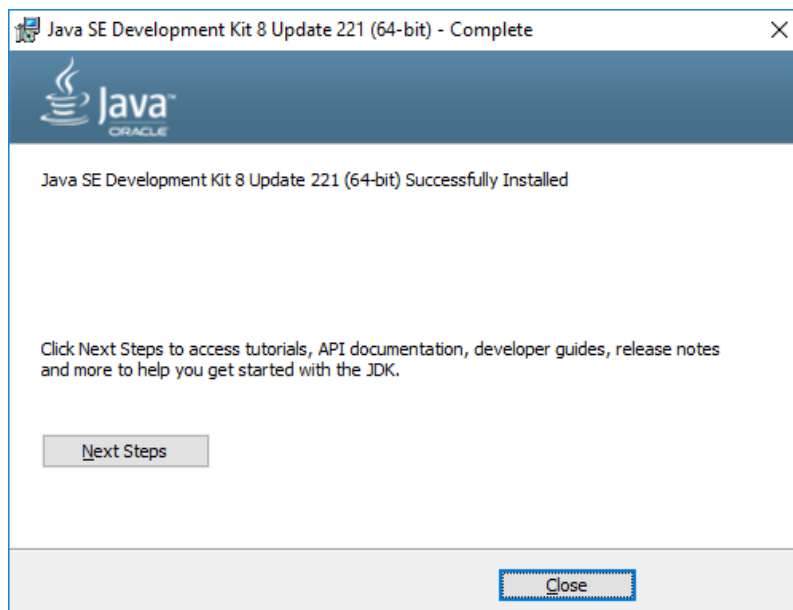 Java SE Development Kit 8 Update 221 (64-bit) - Complete
Java™
ORACLE
Java SE Development Kit 8 Update 221 (64-bit) Successfully Installed
Click Next Steps to access tutorials, API documentation, developer guides, release notes
and more to help you get started with the JDK.
Next Steps
Close